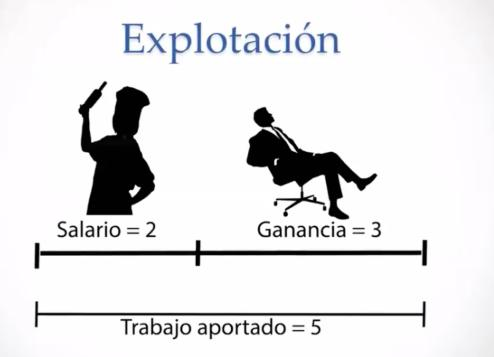 Explotación
Salario = 2
Ganancia = 3
Trabajo aportado = 5